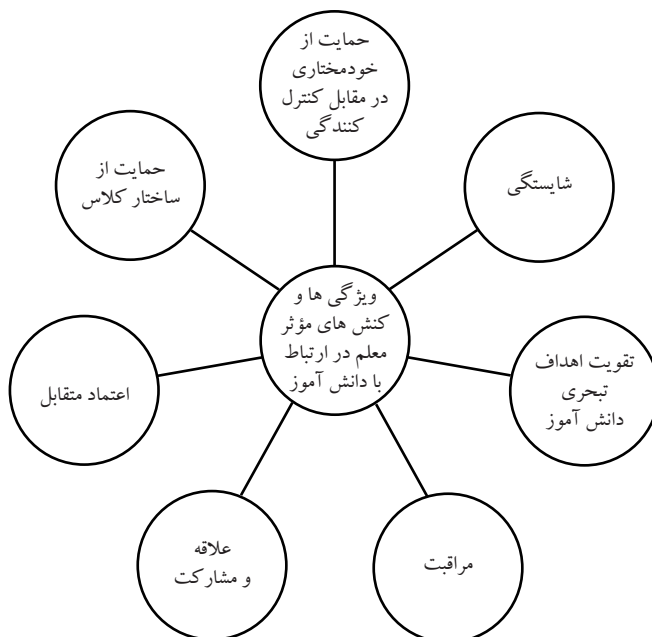 حمایت از
خودمختاری
در مقابل کنترل
کنندگی
شایستگی
تقویت اهداف
تبحری
دانش آموز
مراقبت
علاقه
و مشارکت
اعتماد متقابل
حمایت از
ساختار کلاس
ویژگی ها و
کنش های مؤثر
معلم در ارتباط
با دانش آموز